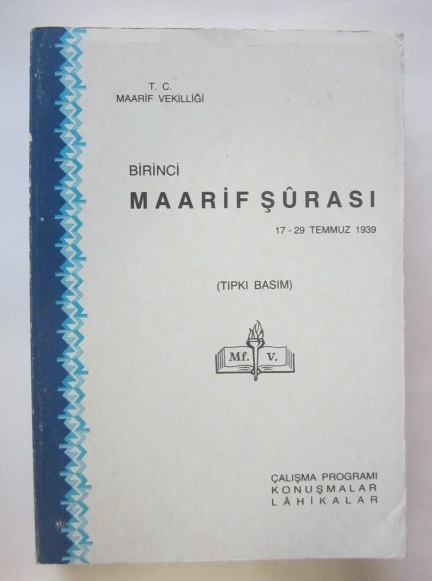 T. C.
MAARİF VEKİLLİĞİ
BİRİNCİ
MAARİF ŞÛRASI
17 - 29 TEMMUZ 1939
(TIPKI BASIM)
Mf. V.
ÇALIŞMA PROGRAMI
KONUŞMALAR
LÂHİKALAR